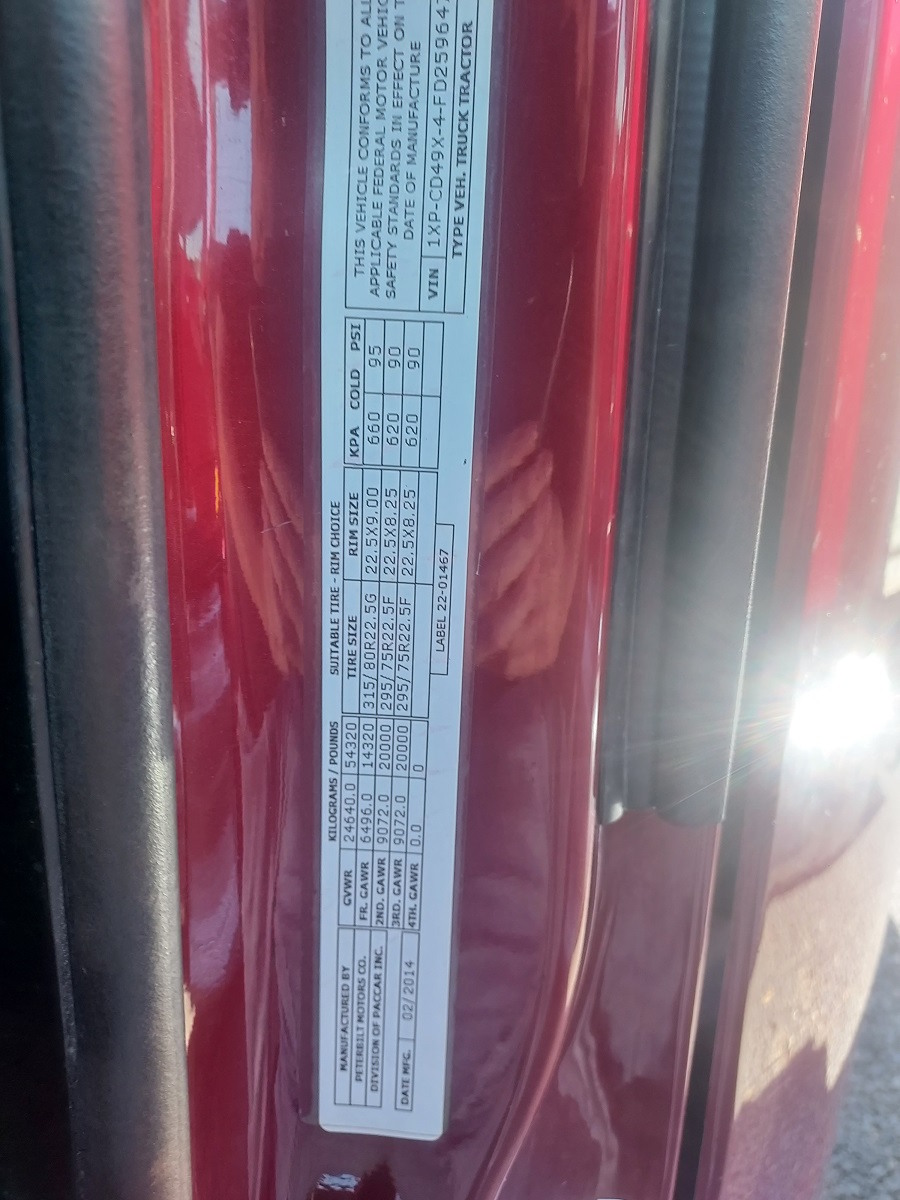 MANUFACTURED BY
PETERBILT MOTORS CO.
DIVISION OF PACCAR INC.
DATE MFG. 02/2014
KILOGRAMS / POUNDS
GVWR 24640.0 54320
FR. GAWR 6496.0 14320
2ND. GAWR 9072.0 20000
3RD. GAWR 9072.0 20000
4TH. GAWR 0.0 0
SUITABLE TIRE - RIM CHOICE
TIRE SIZE RIM SIZE KPA COLD PSI
315/80R22.5G 22.5X9.00 660 95
295/75R22.5F 22.5X8.25 620 90
295/75R22.5F 22.5X8.25 620 90
LABEL 22-01467
THIS VEHICLE CONFORMS TO ALL
APPLICABLE FEDERAL MOTOR VEHIC
SAFETY STANDARDS IN EFFECT ON T
DATE OF MANUFACTURE
VIN 1XP-CD49X-4-FD259647
TYPE VEH. TRUCK TRACTOR